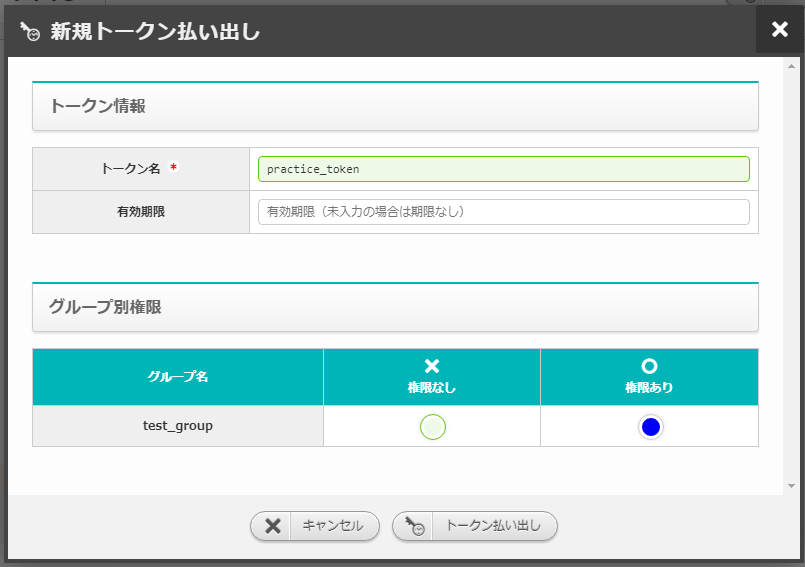 新規トークン払い出し
トークン情報
トークン名 *
practice_token
有効期限
有効期限（未入力の場合は期限なし）
グループ別権限
グループ名
権限なし
権限あり
test_group
キャンセル
トークン払い出し